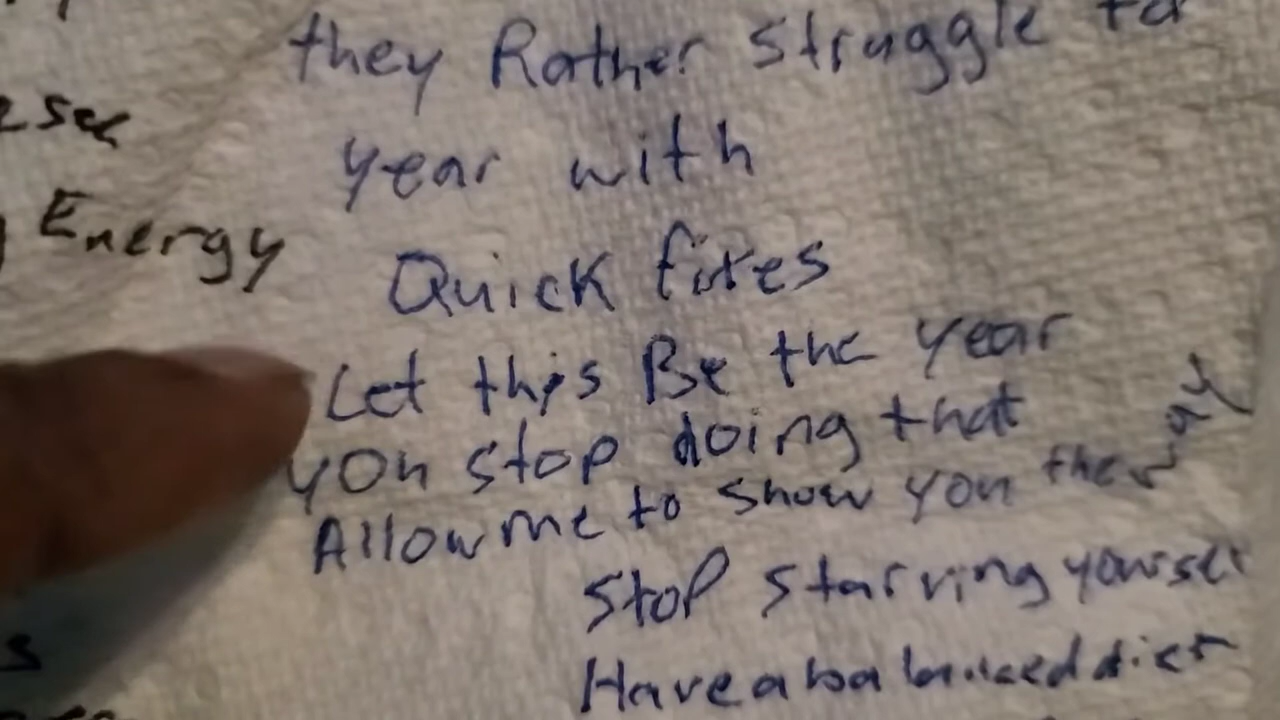 they Rather struggle for
year with
Energy
Quick fixes
Let this Be the year
you stop doing that
Allow me to show you the way
Stop starving yourself
Have a balanced diet